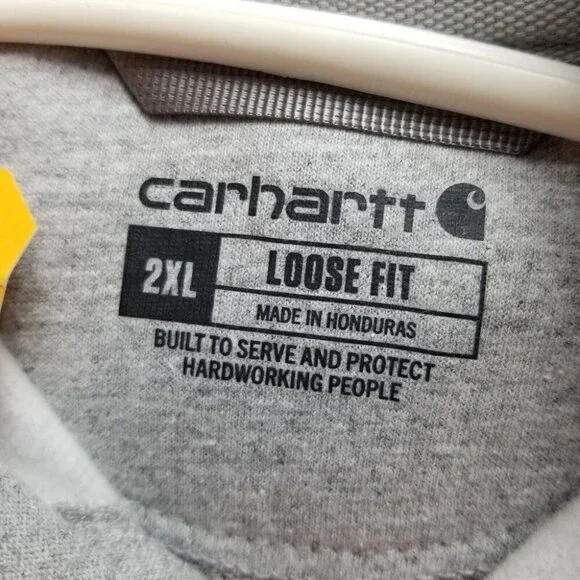 carhartt
2XL
LOOSE FIT
MADE IN HONDURAS
BUILT TO SERVE AND PROTECT
HARDWORKING PEOPLE